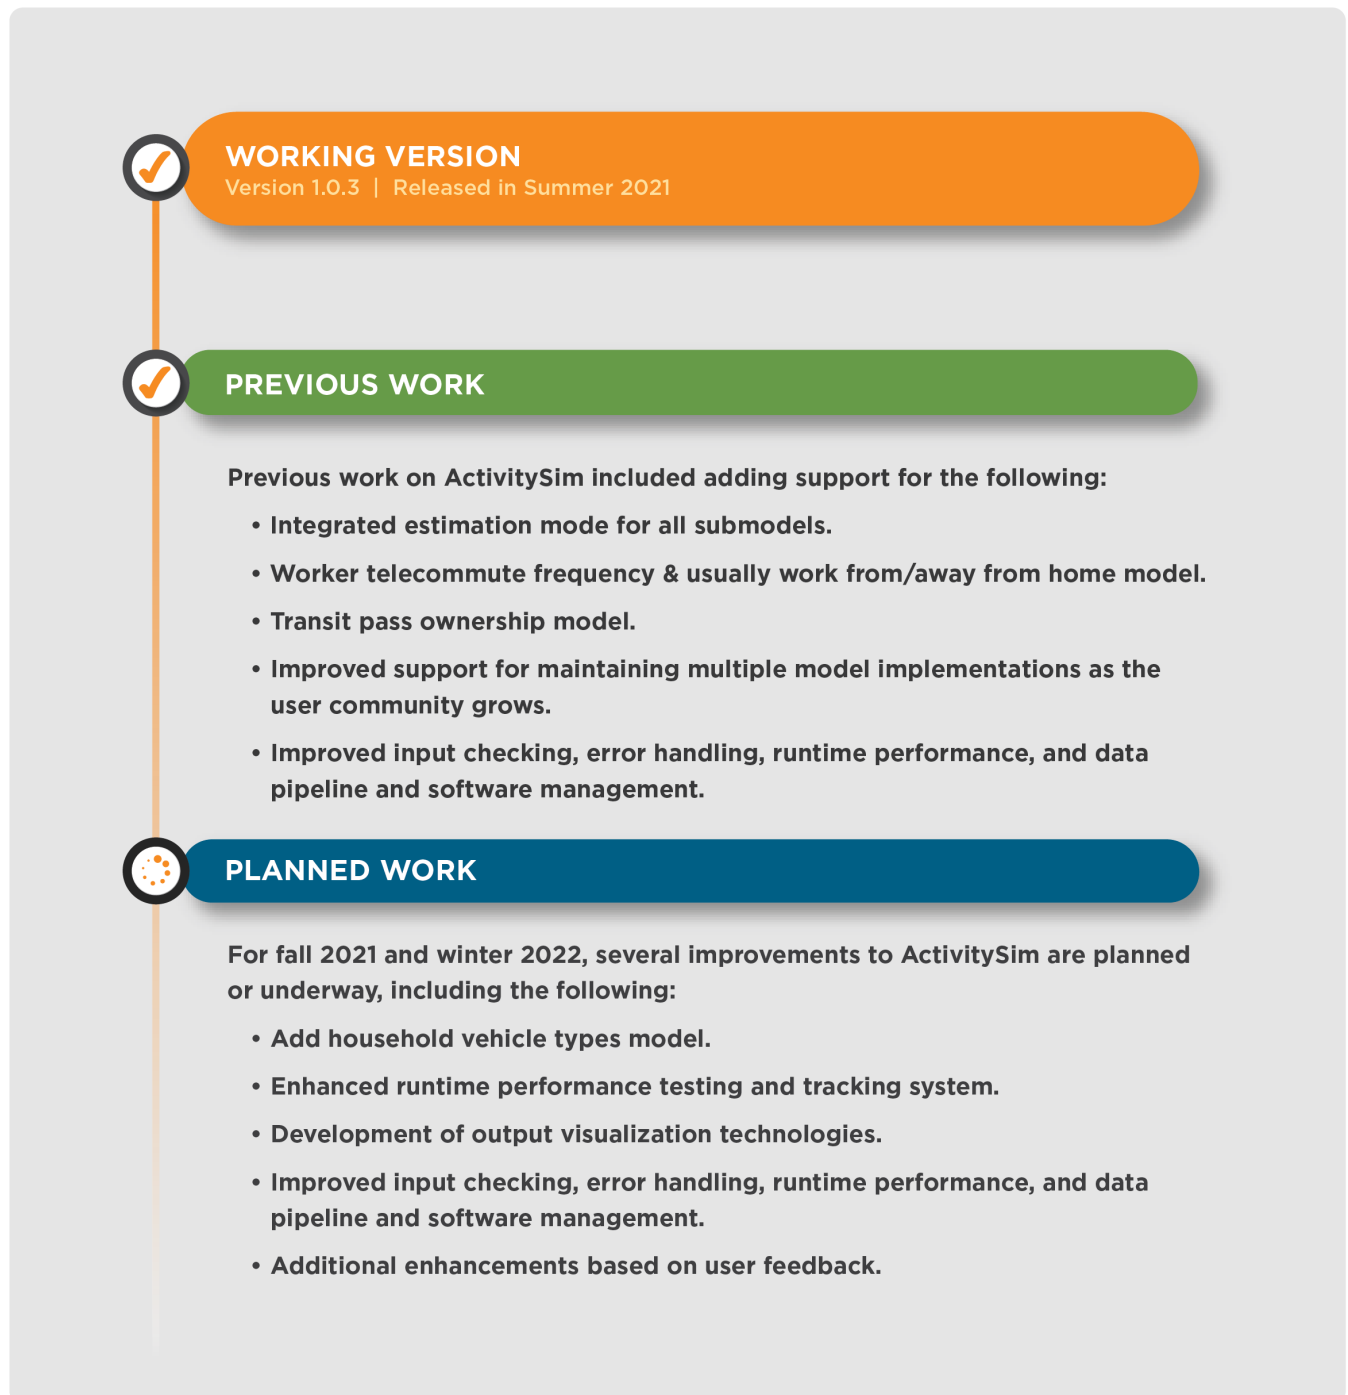 WORKING VERSION
Version 1.0.3 | Released in Summer 2021
PREVIOUS WORK
Previous work on ActivitySim included adding support for the following:
• Integrated estimation mode for all submodels.
• Worker telecommute frequency & usually work from/away from home model.
• Transit pass ownership model.
• Improved support for maintaining multiple model implementations as the
user community grows.
• Improved input checking, error handling, runtime performance, and data
pipeline and software management.
PLANNED WORK
For fall 2021 and winter 2022, several improvements to ActivitySim are planned
or underway, including the following:
• Add household vehicle types model.
• Enhanced runtime performance testing and tracking system.
• Development of output visualization technologies.
• Improved input checking, error handling, runtime performance, and data
pipeline and software management.
• Additional enhancements based on user feedback.